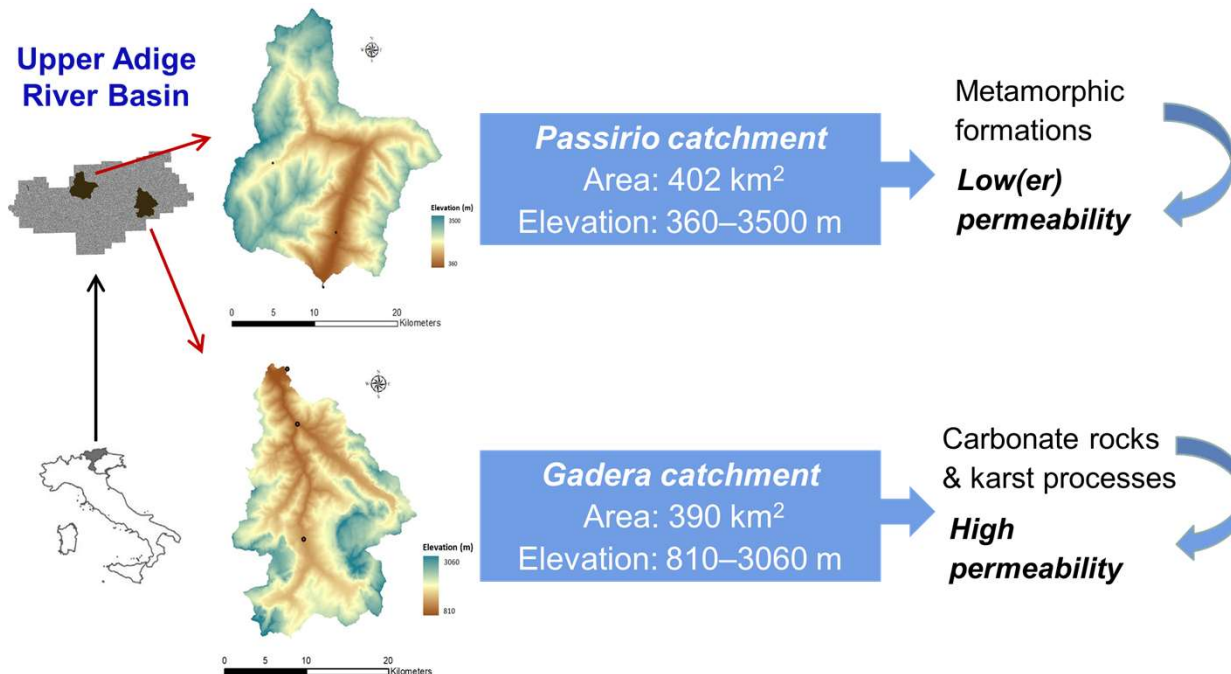 Upper Adige
River Basin
Elevation (m)
3500
360
0 5 10 20
Kilometers
Passirio catchment
Area: 402 km²
Elevation: 360–3500 m
Metamorphic
formations
Low(er)
permeability
Elevation (m)
3060
810
0 5 10 20
Kilometers
Gadera catchment
Area: 390 km²
Elevation: 810–3060 m
Carbonate rocks
& karst processes
High
permeability